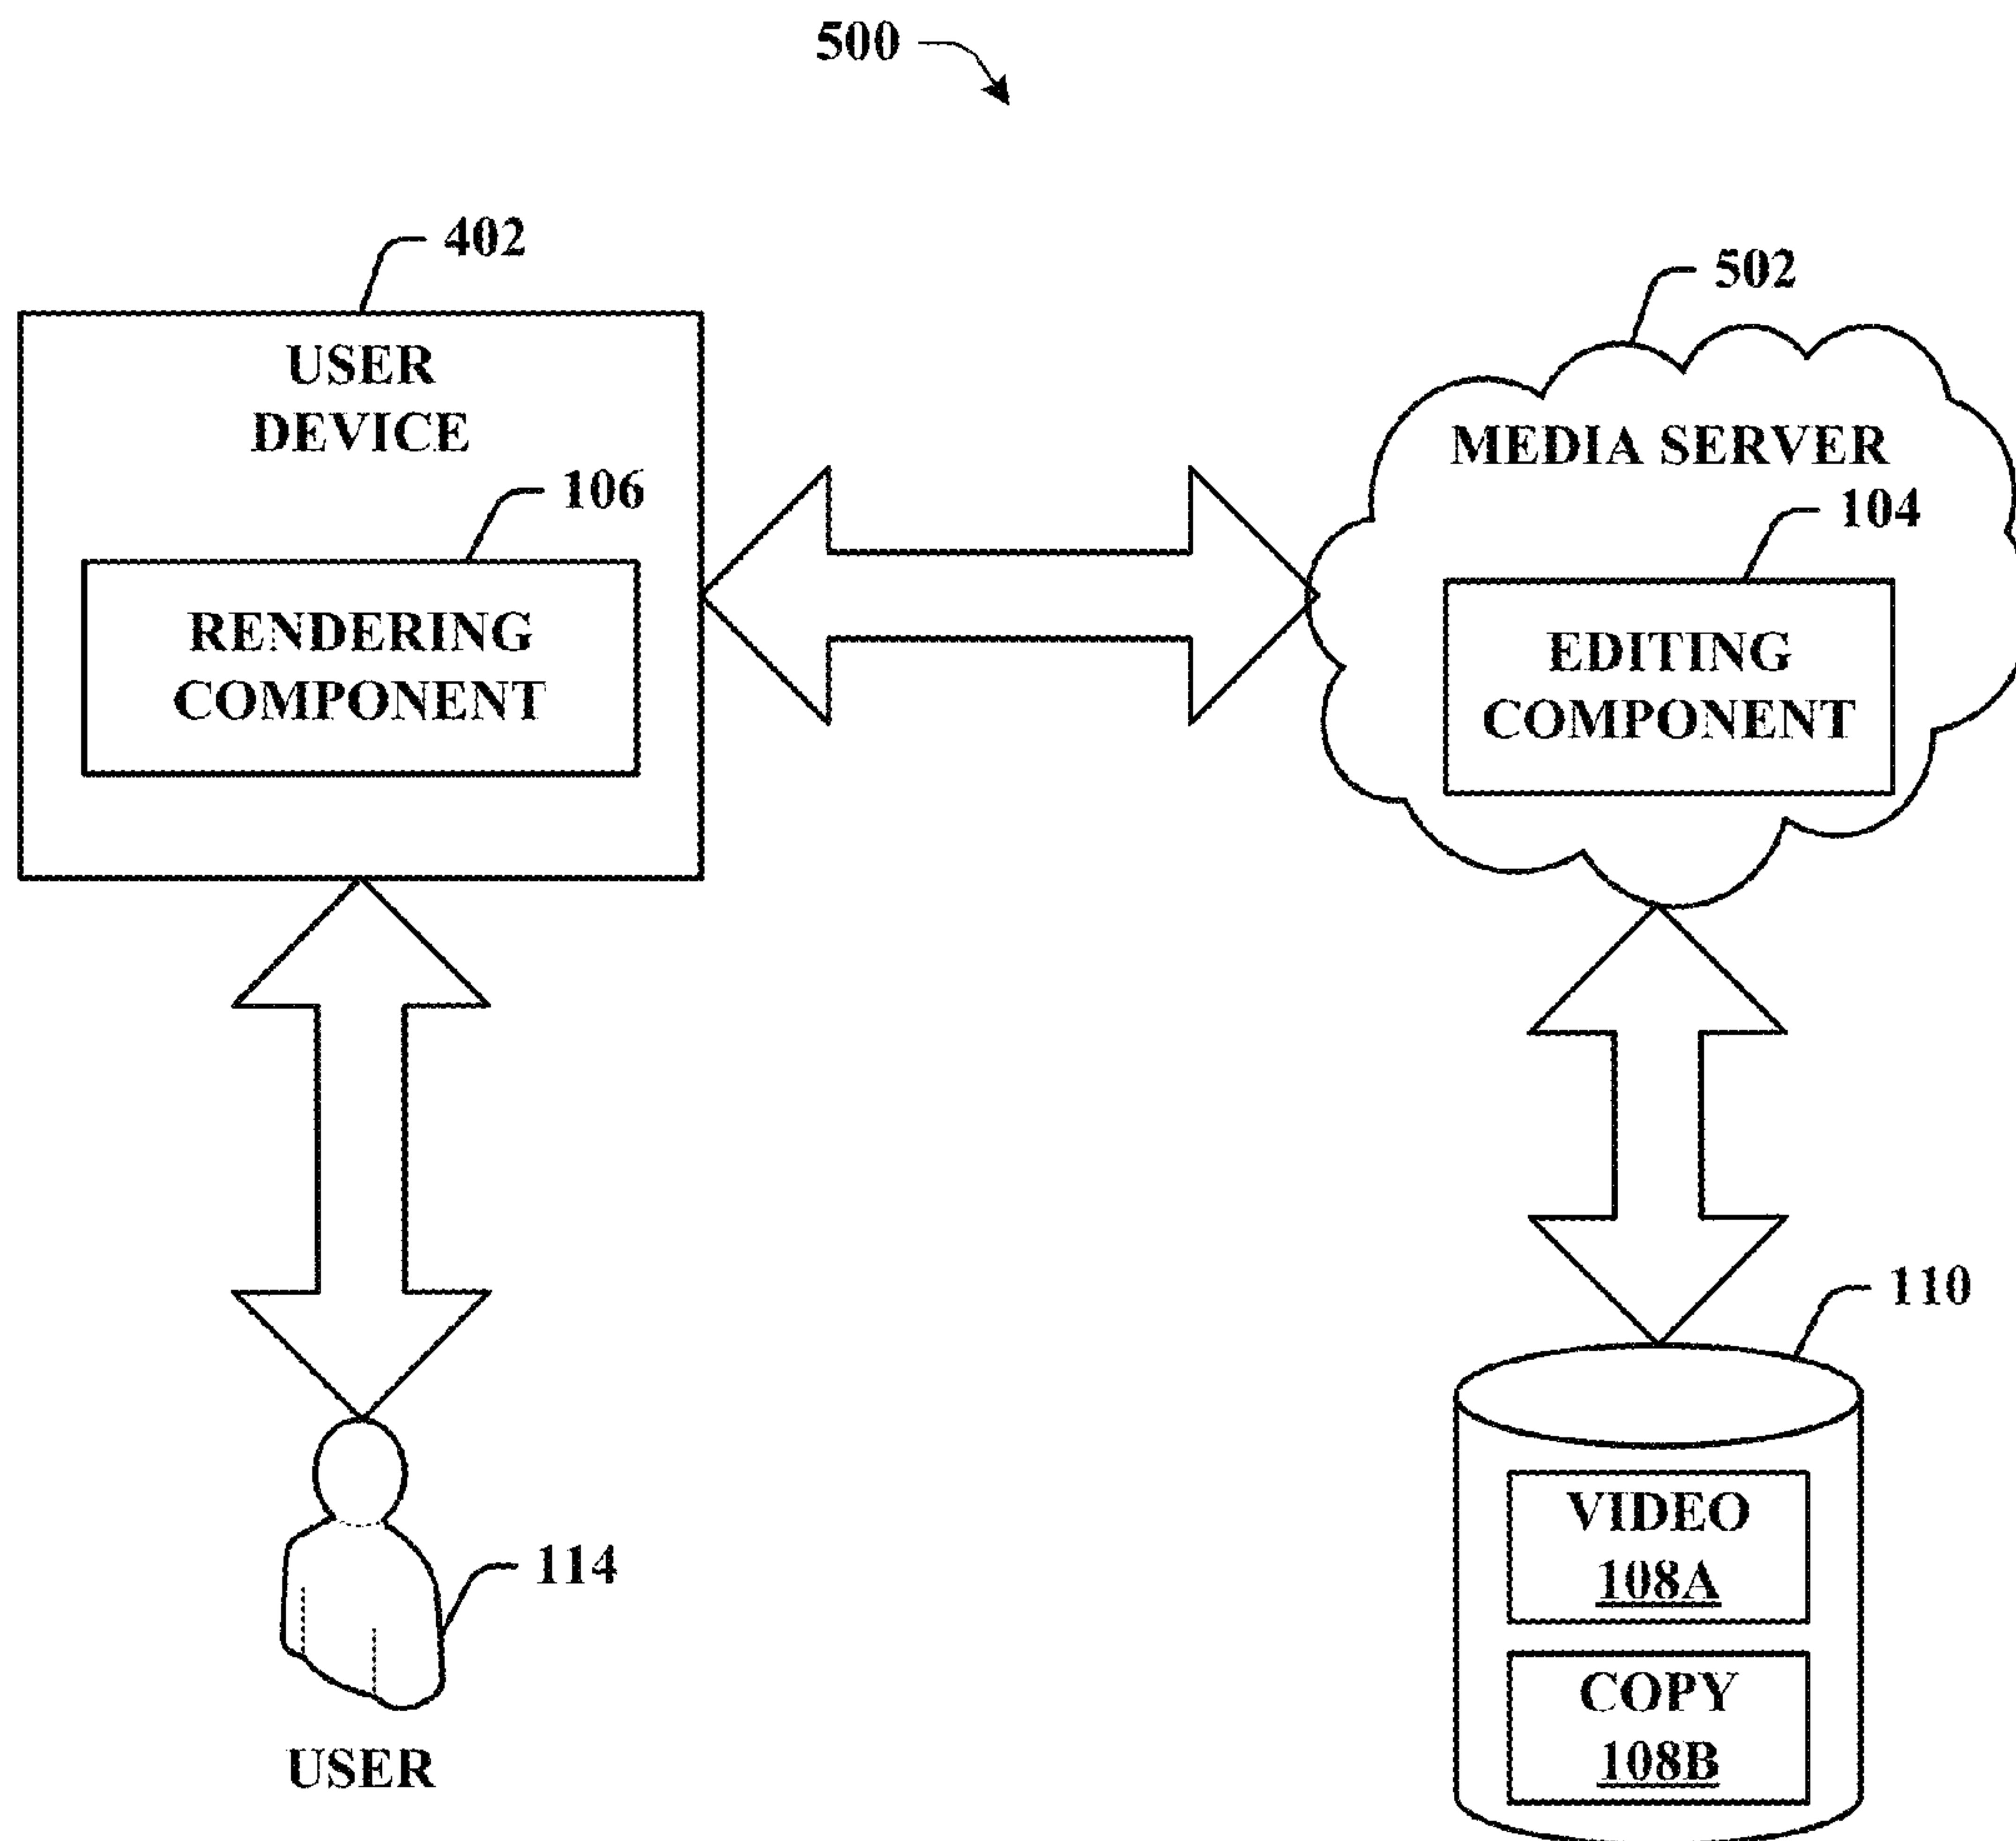 500
402
USER
DEVICE
106
RENDERING
COMPONENT
502
MEDIA SERVER
104
EDITING
COMPONENT
110
VIDEO
108A
COPY
108B
114
USER